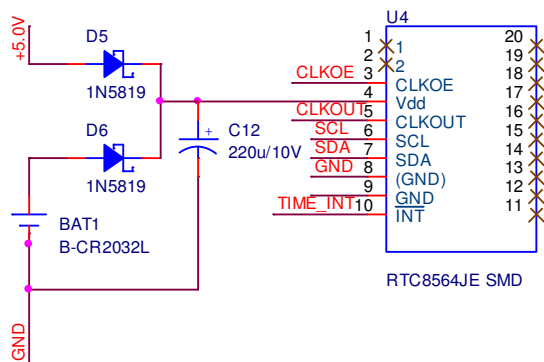 +5.0V
D5
1N5819
D6
1N5819
BAT1
B-CR2032L
GND
C12
+
220u/10V
U4
1
2
CLKOE 3
4
CLKOUT 5
SCL 6
SDA 7
GND 8
9
TIME_INT 10
1
2
CLKOE
Vdd
CLKOUT
SCL
SDA
(GND)
GND
INT
20
19
18
17
16
15
14
13
12
11
RTC8564JE SMD